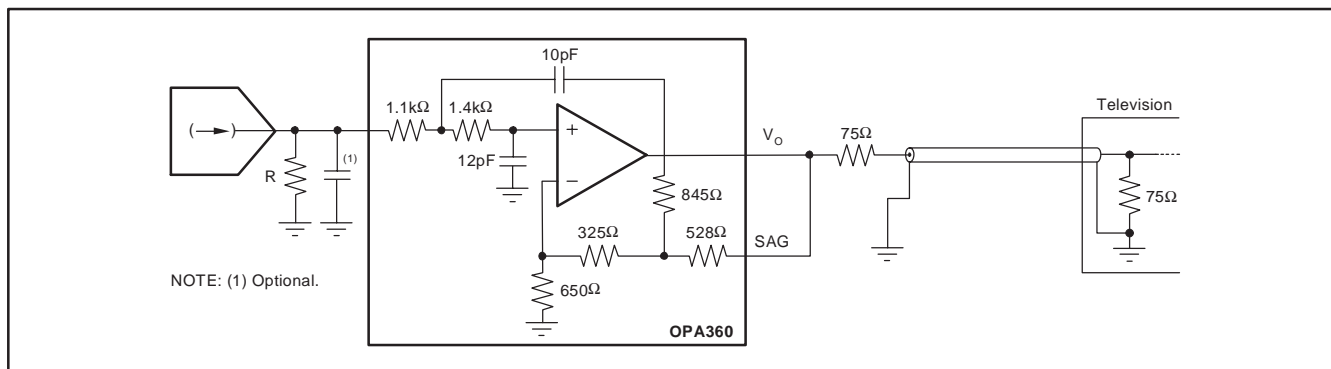 10pF
Television
1.1kΩ 1.4kΩ
( → )
+
V_O
75Ω
(1)
R
12pF
−
845Ω
75Ω
325Ω
528Ω
SAG
NOTE: (1) Optional.
650Ω
OPA360